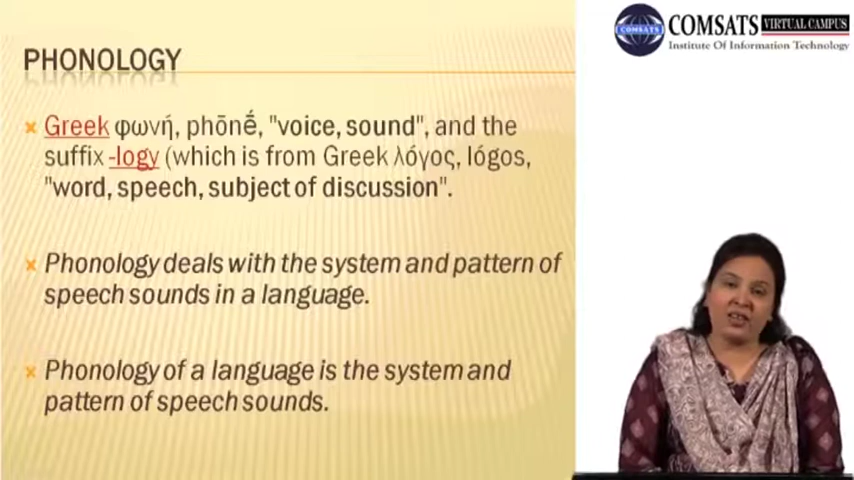 COMSATS VIRTUAL CAMPUS
COMSATS
Institute Of Information Technology
PHONOLOGY
Greek φωνή, phōnḗ, "voice, sound", and the
suffix -logy (which is from Greek λόγος, lógos,
"word, speech, subject of discussion".
Phonology deals with the system and pattern of
speech sounds in a language.
Phonology of a language is the system and
pattern of speech sounds.